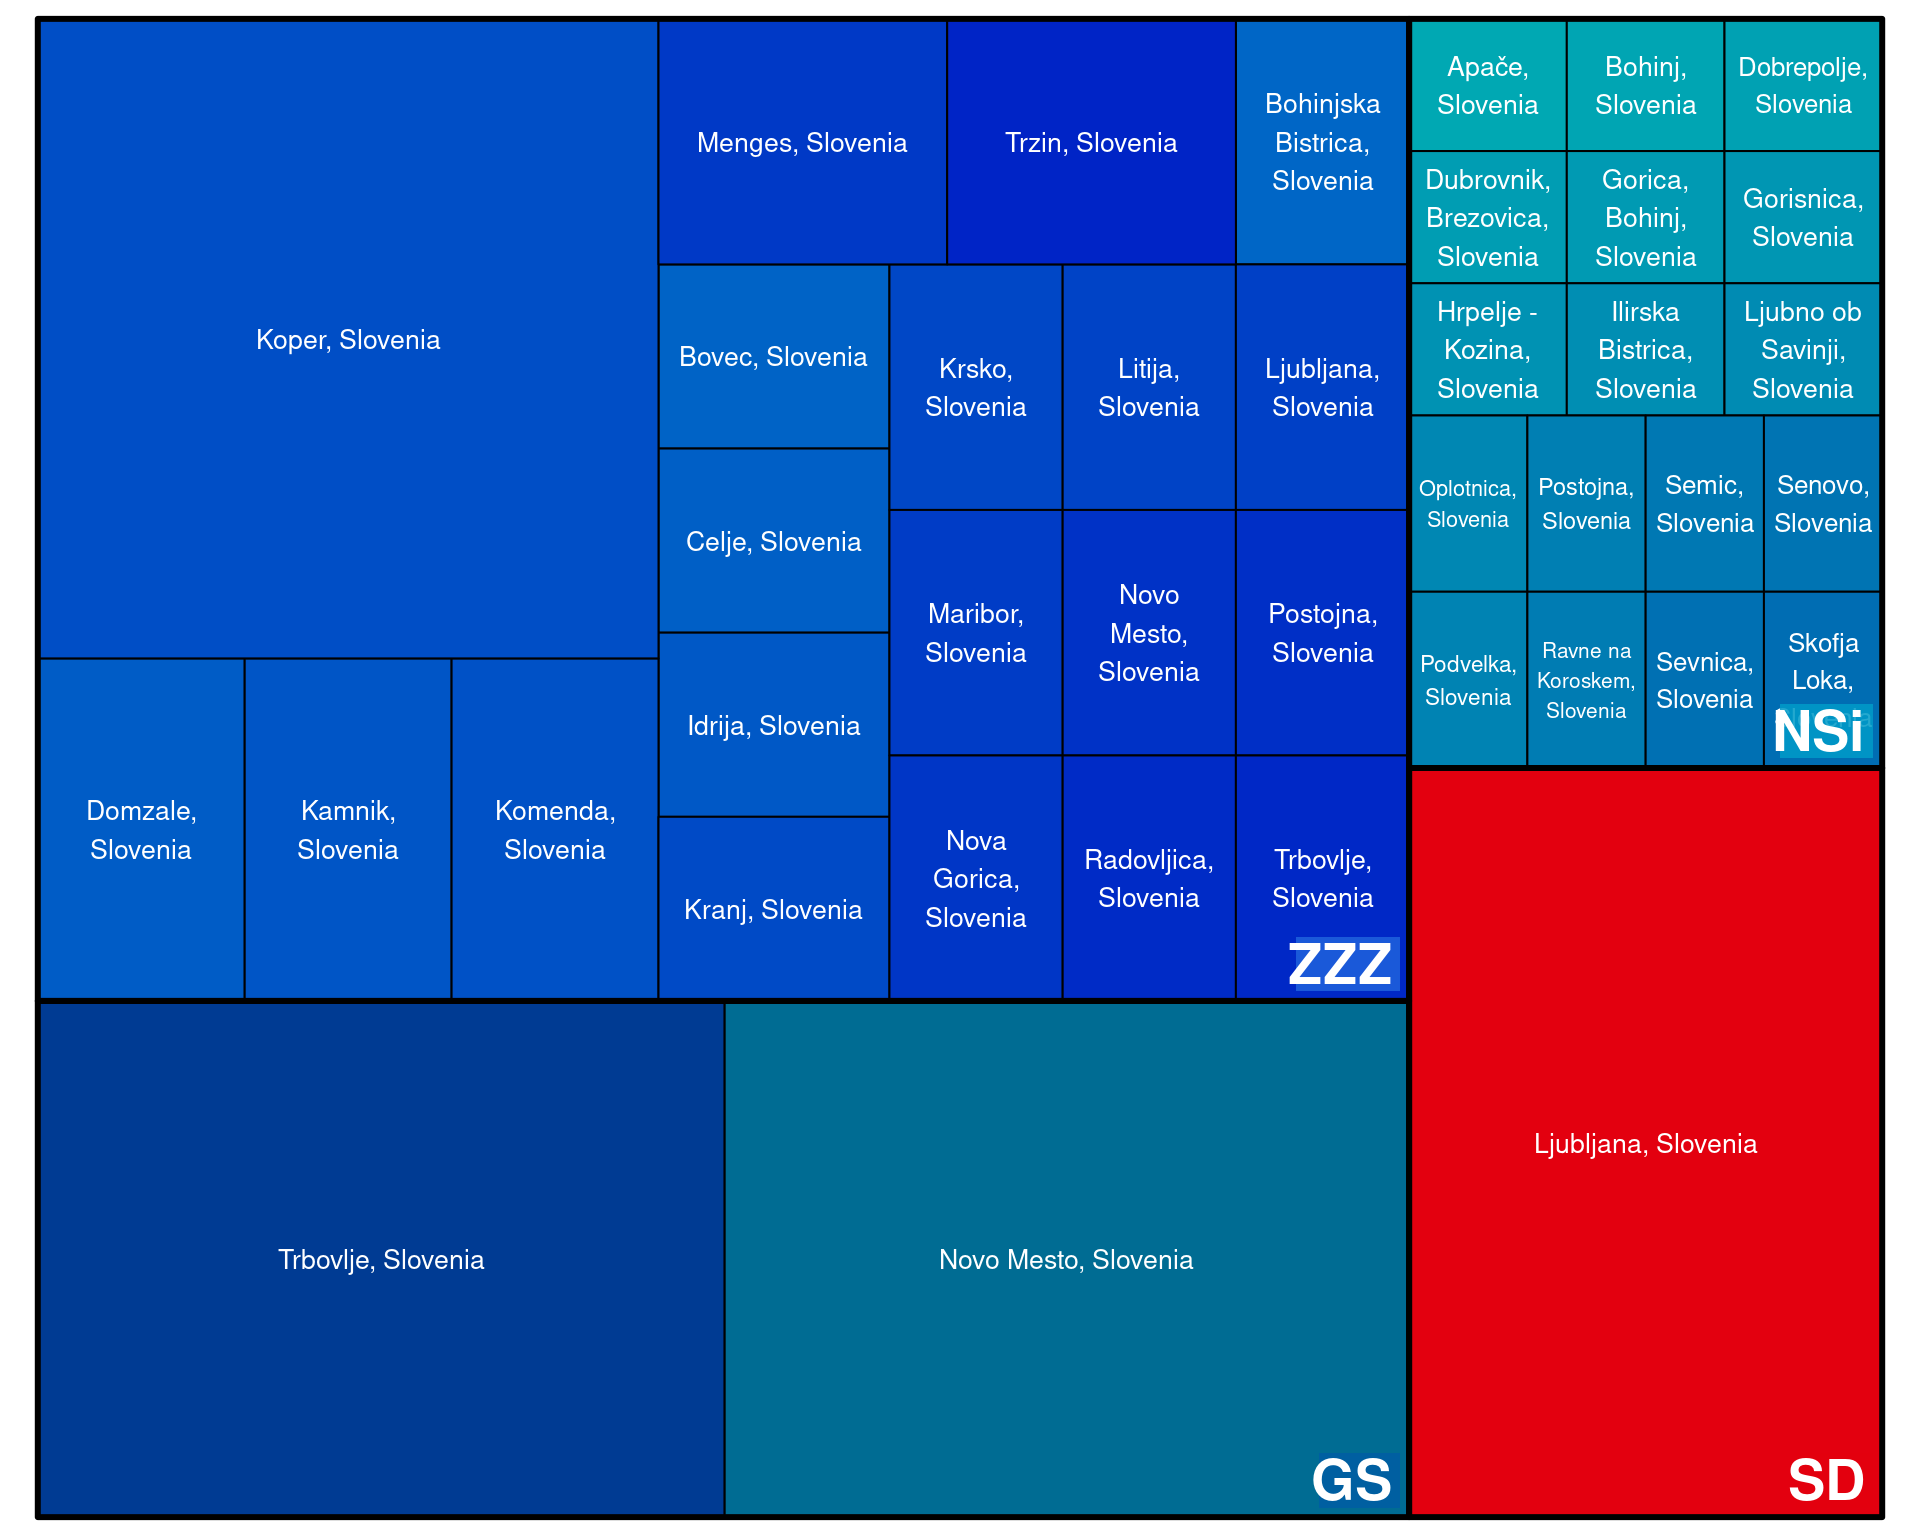 Koper, Slovenia
Menges, Slovenia
Trzin, Slovenia
Bohinjska
Bistrica,
Slovenia
Bovec, Slovenia
Celje, Slovenia
Idrija, Slovenia
Kranj, Slovenia
Krsko,
Slovenia
Litija,
Slovenia
Ljubljana,
Slovenia
Maribor,
Slovenia
Novo
Mesto,
Slovenia
Postojna,
Slovenia
Nova
Gorica,
Slovenia
Radovljica,
Slovenia
Trbovlje,
Slovenia
Domzale,
Slovenia
Kamnik,
Slovenia
Komenda,
Slovenia
ZZZ
Trbovlje, Slovenia
Novo Mesto, Slovenia
GS
Apače,
Slovenia
Bohinj,
Slovenia
Dobrepolje,
Slovenia
Dubrovnik,
Brezovica,
Slovenia
Gorica,
Bohinj,
Slovenia
Gorisnica,
Slovenia
Hrpelje -
Kozina,
Slovenia
Ilirska
Bistrica,
Slovenia
Ljubno ob
Savinji,
Slovenia
Oplotnica,
Slovenia
Postojna,
Slovenia
Semic,
Slovenia
Senovo,
Slovenia
Podvelka,
Slovenia
Ravne na
Koroskem,
Slovenia
Sevnica,
Slovenia
Skofja
Loka,
NSi
Ljubljana, Slovenia
SD